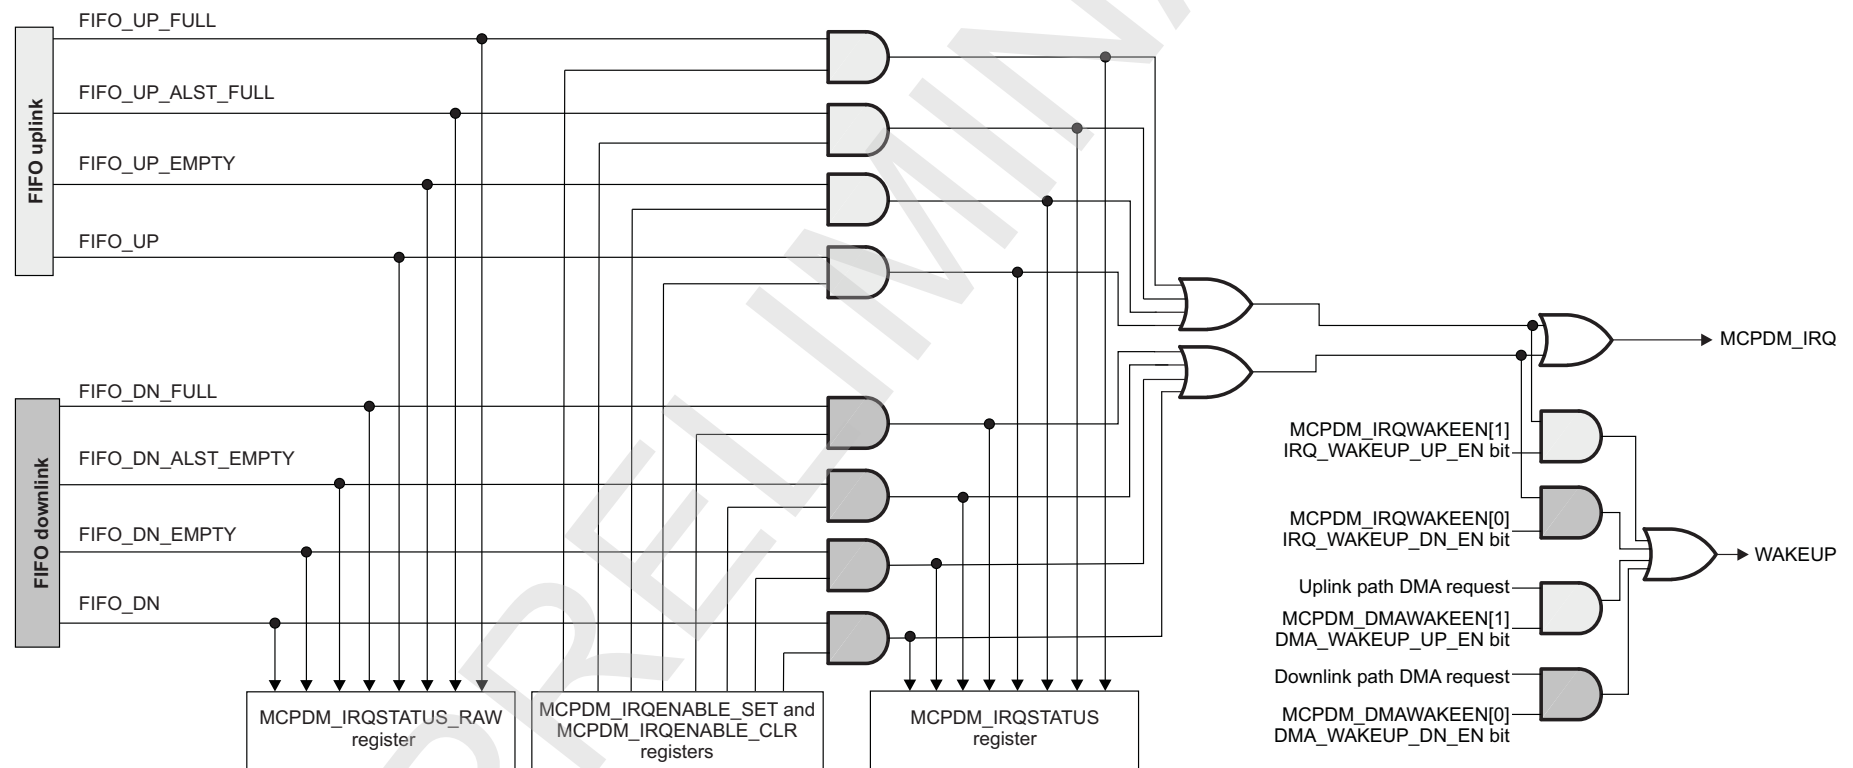 FIFO_UP_FULL
FIFO_UP_ALST_FULL
FIFO_UP_EMPTY
FIFO_UP
FIFO uplink
FIFO_DN_FULL
FIFO_DN_ALST_EMPTY
FIFO_DN_EMPTY
FIFO_DN
FIFO downlink
MCPDM_IRQSTATUS_RAW
register
MCPDM_IRQENABLE_SET and
MCPDM_IRQENABLE_CLR
registers
MCPDM_IRQSTATUS
register
MCPDM_IRQ
MCPDM_IRQWAKEEN[1]
IRQ_WAKEUP_UP_EN bit
MCPDM_IRQWAKEEN[0]
IRQ_WAKEUP_DN_EN bit
Uplink path DMA request
MCPDM_DMAWAKEEN[1]
DMA_WAKEUP_UP_EN bit
Downlink path DMA request
MCPDM_DMAWAKEEN[0]
DMA_WAKEUP_DN_EN bit
WAKEUP
PRELIMINA